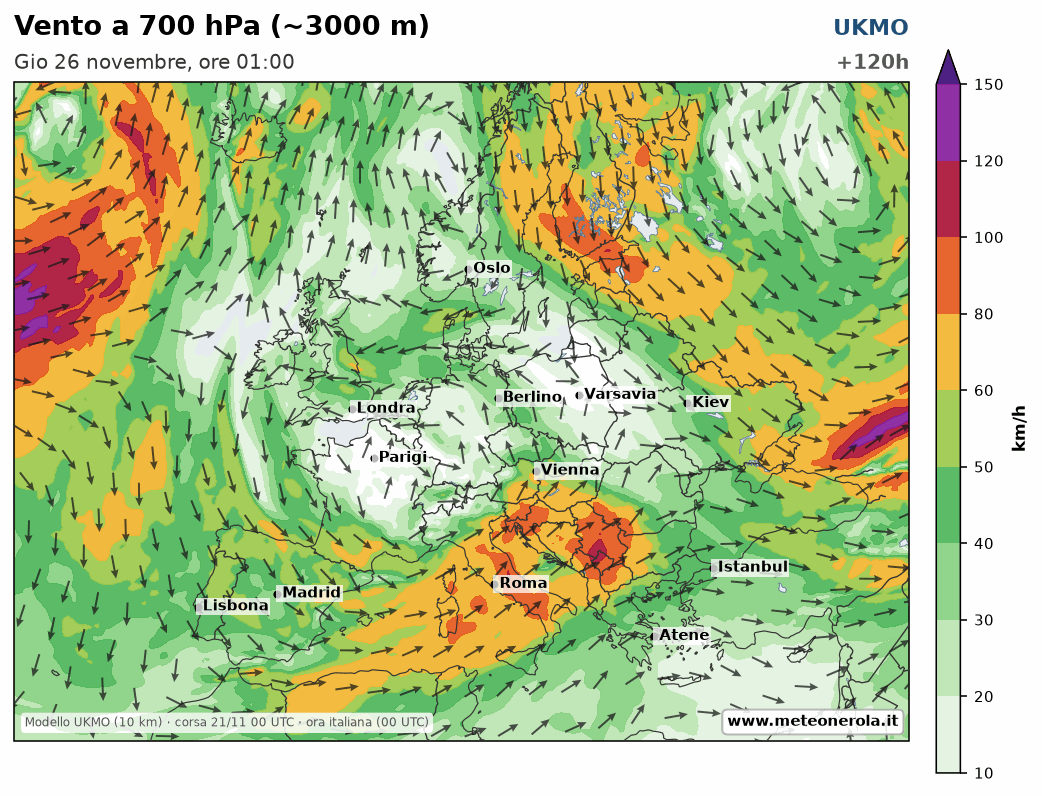 Vento a 700 hPa (~3000 m)
UKMO
Gio 26 novembre, ore 01:00
+120h
150
120
100
80
60
50
40
30
20
10
km/h
Oslo
Londra
Berlino
Varsavia
Kiev
Parigi
Vienna
Istanbul
Roma
Madrid
Lisbona
Atene
Modello UKMO (10 km) · corsa 21/11 00 UTC · ora italiana (00 UTC)
www.meteonerola.it